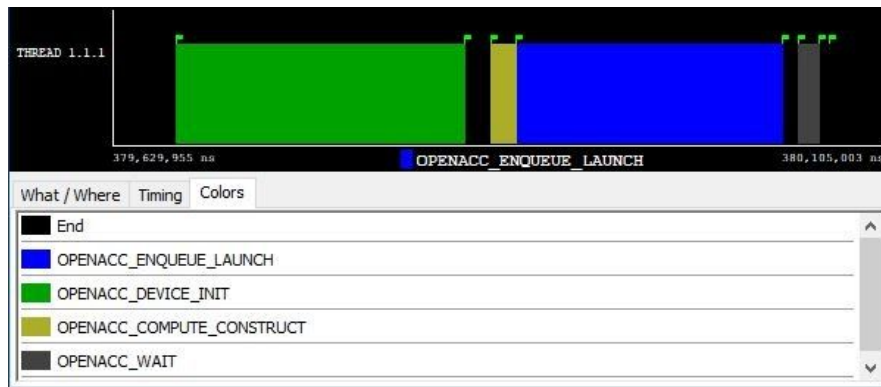 THREAD 1.1.1
379,629,955 ns OPENACC_ENQUEUE_LAUNCH 380,105,003 ns
What / Where Timing Colors
End
OPENACC_ENQUEUE_LAUNCH
OPENACC_DEVICE_INIT
OPENACC_COMPUTE_CONSTRUCT
OPENACC_WAIT